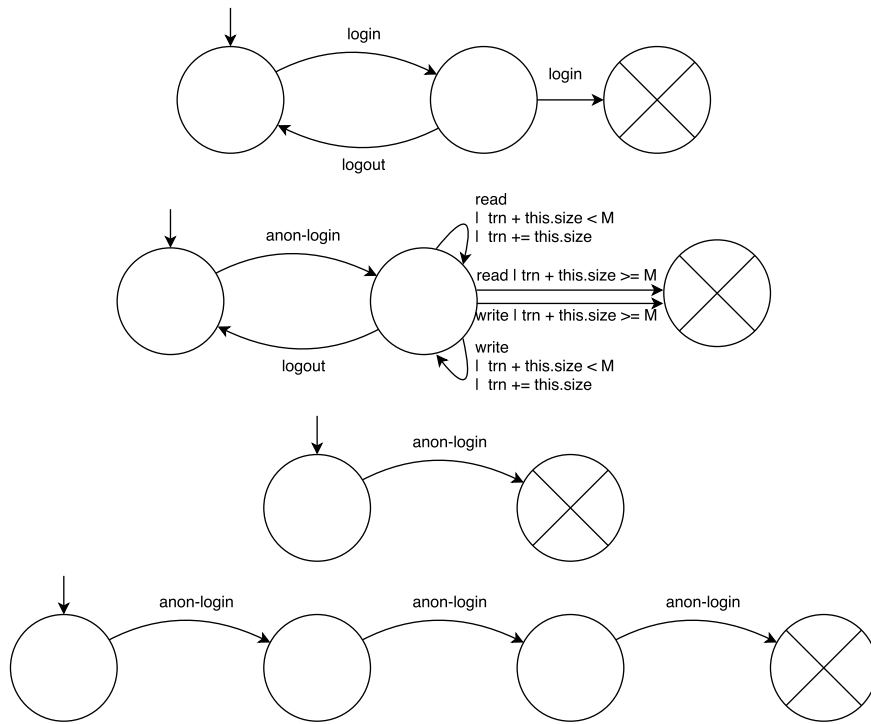 login
login
logout
read
| trn + this.size < M
| trn += this.size
anon-login
read | trn + this.size >= M
write | trn + this.size >= M
logout
write
| trn + this.size < M
| trn += this.size
anon-login
anon-login
anon-login
anon-login